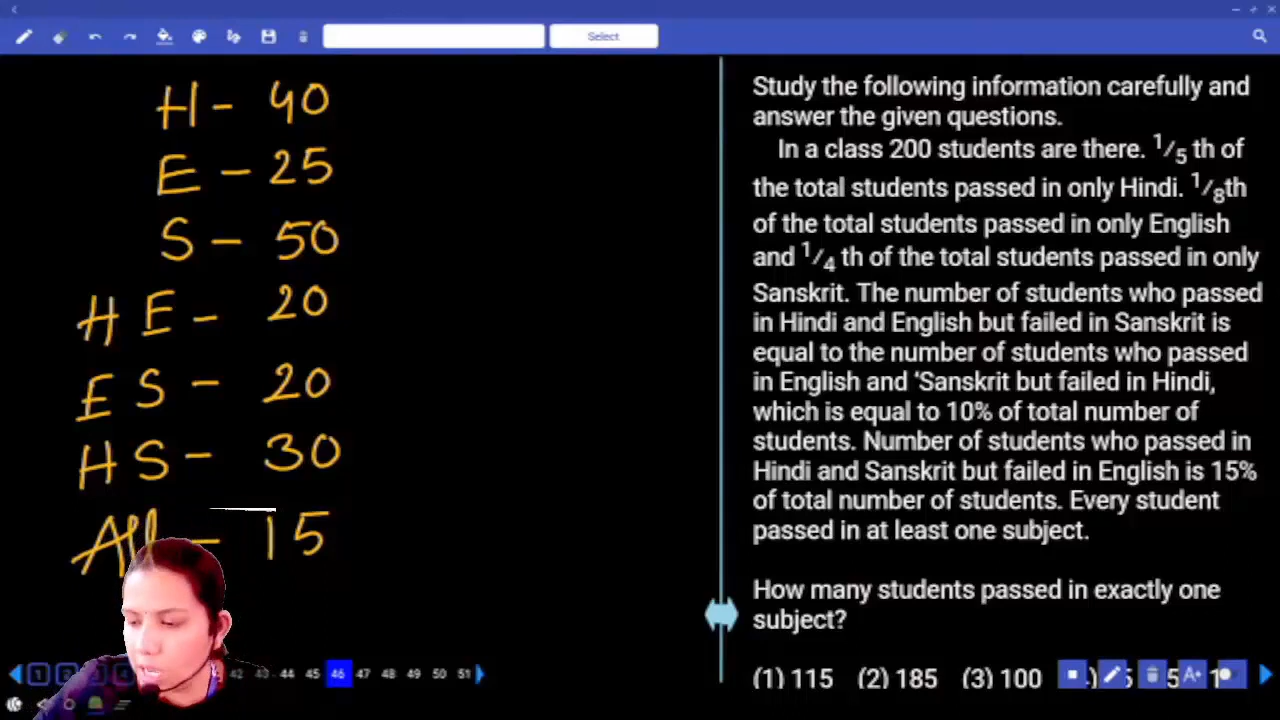 Select
H - 40
E - 25
S - 50
H E - 20
E S - 20
H S - 30
All - 15
Study the following information carefully and
answer the given questions.
In a class 200 students are there. 1/5 th of
the total students passed in only Hindi. 1/8th
of the total students passed in only English
and 1/4 th of the total students passed in only
Sanskrit. The number of students who passed
in Hindi and English but failed in Sanskrit is
equal to the number of students who passed
in English and ‘Sanskrit but failed in Hindi,
which is equal to 10% of total number of
students. Number of students who passed in
Hindi and Sanskrit but failed in English is 15%
of total number of students. Every student
passed in at least one subject.
How many students passed in exactly one
subject?
(1) 115 (2) 185 (3) 100
42 43 44 45 46 47 48 49 50 51